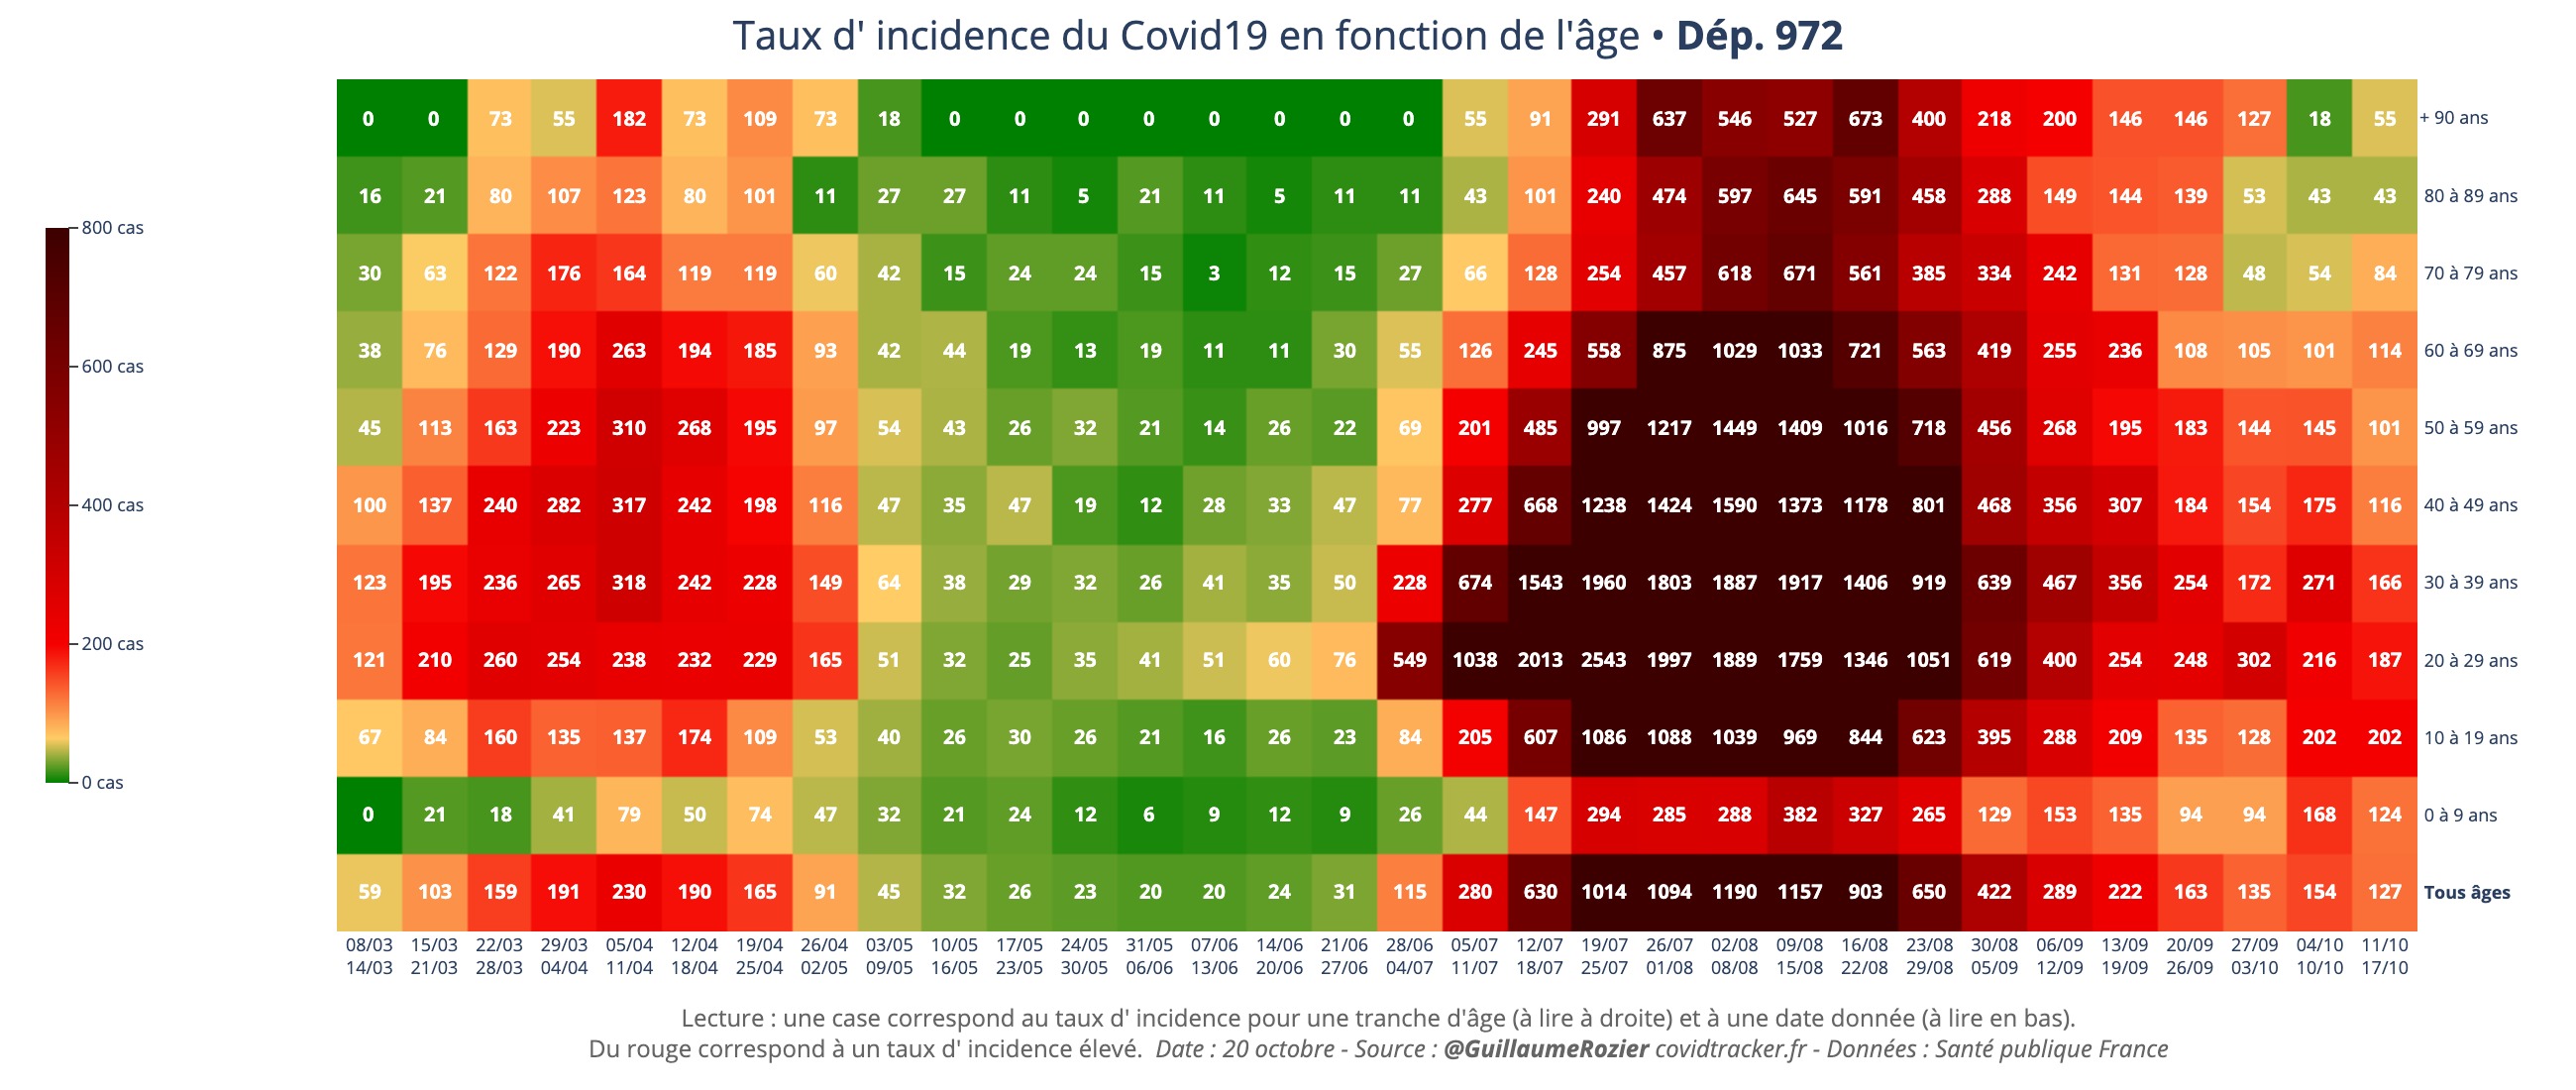 Taux d' incidence du Covid19 en fonction de l'âge • Dép. 972
800 cas
600 cas
400 cas
200 cas
0 cas
0 0 73 55 182 73 109 73 18 0 0 0 0 0 0 0 0 55 91 291 637 546 527 673 400 218 200 146 146 127 18 55 + 90 ans
16 21 80 107 123 80 101 11 27 27 11 5 21 11 5 11 11 43 101 240 474 597 645 591 458 288 149 144 139 53 43 43 80 à 89 ans
30 63 122 176 164 119 119 60 42 15 24 24 15 3 12 15 27 66 128 254 457 618 671 561 385 334 242 131 128 48 54 84 70 à 79 ans
38 76 129 190 263 194 185 93 42 44 19 13 19 11 11 30 55 126 245 558 875 1029 1033 721 563 419 255 236 108 105 101 114 60 à 69 ans
45 113 163 223 310 268 195 97 54 43 26 32 21 14 26 22 69 201 485 997 1217 1449 1409 1016 718 456 268 195 183 144 145 101 50 à 59 ans
100 137 240 282 317 242 198 116 47 35 47 19 12 28 33 47 77 277 668 1238 1424 1590 1373 1178 801 468 356 307 184 154 175 116 40 à 49 ans
123 195 236 265 318 242 228 149 64 38 29 32 26 41 35 50 228 674 1543 1960 1803 1887 1917 1406 919 639 467 356 254 172 271 166 30 à 39 ans
121 210 260 254 238 232 229 165 51 32 25 35 41 51 60 76 549 1038 2013 2543 1997 1889 1759 1346 1051 619 400 254 248 302 216 187 20 à 29 ans
67 84 160 135 137 174 109 53 40 26 30 26 21 16 26 23 84 205 607 1086 1088 1039 969 844 623 395 288 209 135 128 202 202 10 à 19 ans
0 21 18 41 79 50 74 47 32 21 24 12 6 9 12 9 26 44 147 294 285 288 382 327 265 129 153 135 94 94 168 124 0 à 9 ans
59 103 159 191 230 190 165 91 45 32 26 23 20 20 24 31 115 280 630 1014 1094 1190 1157 903 650 422 289 222 163 135 154 127 Tous âges
08/03 15/03 22/03 29/03 05/04 12/04 19/04 26/04 03/05 10/05 17/05 24/05 31/05 07/06 14/06 21/06 28/06 05/07 12/07 19/07 26/07 02/08 09/08 16/08 23/08 30/08 06/09 13/09 20/09 27/09 04/10 11/10
14/03 21/03 28/03 04/04 11/04 18/04 25/04 02/05 09/05 16/05 23/05 30/05 06/06 13/06 20/06 27/06 04/07 11/07 18/07 25/07 01/08 08/08 15/08 22/08 29/08 05/09 12/09 19/09 26/09 03/10 10/10 17/10
Lecture : une case correspond au taux d' incidence pour une tranche d'âge (à lire à droite) et à une date donnée (à lire en bas).
Du rouge correspond à un taux d' incidence élevé. Date : 20 octobre - Source : @GuillaumeRozier covidtracker.fr - Données : Santé publique France